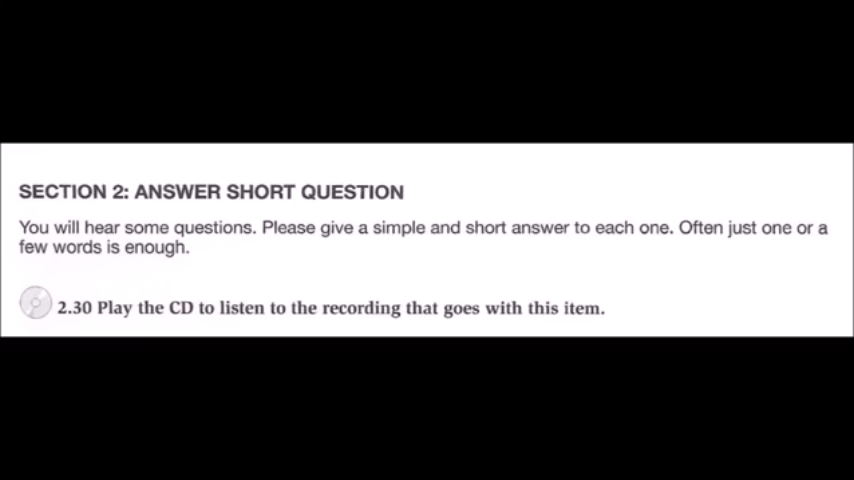 SECTION 2: ANSWER SHORT QUESTION
You will hear some questions. Please give a simple and short answer to each one. Often just one or a
few words is enough.
2.30 Play the CD to listen to the recording that goes with this item.